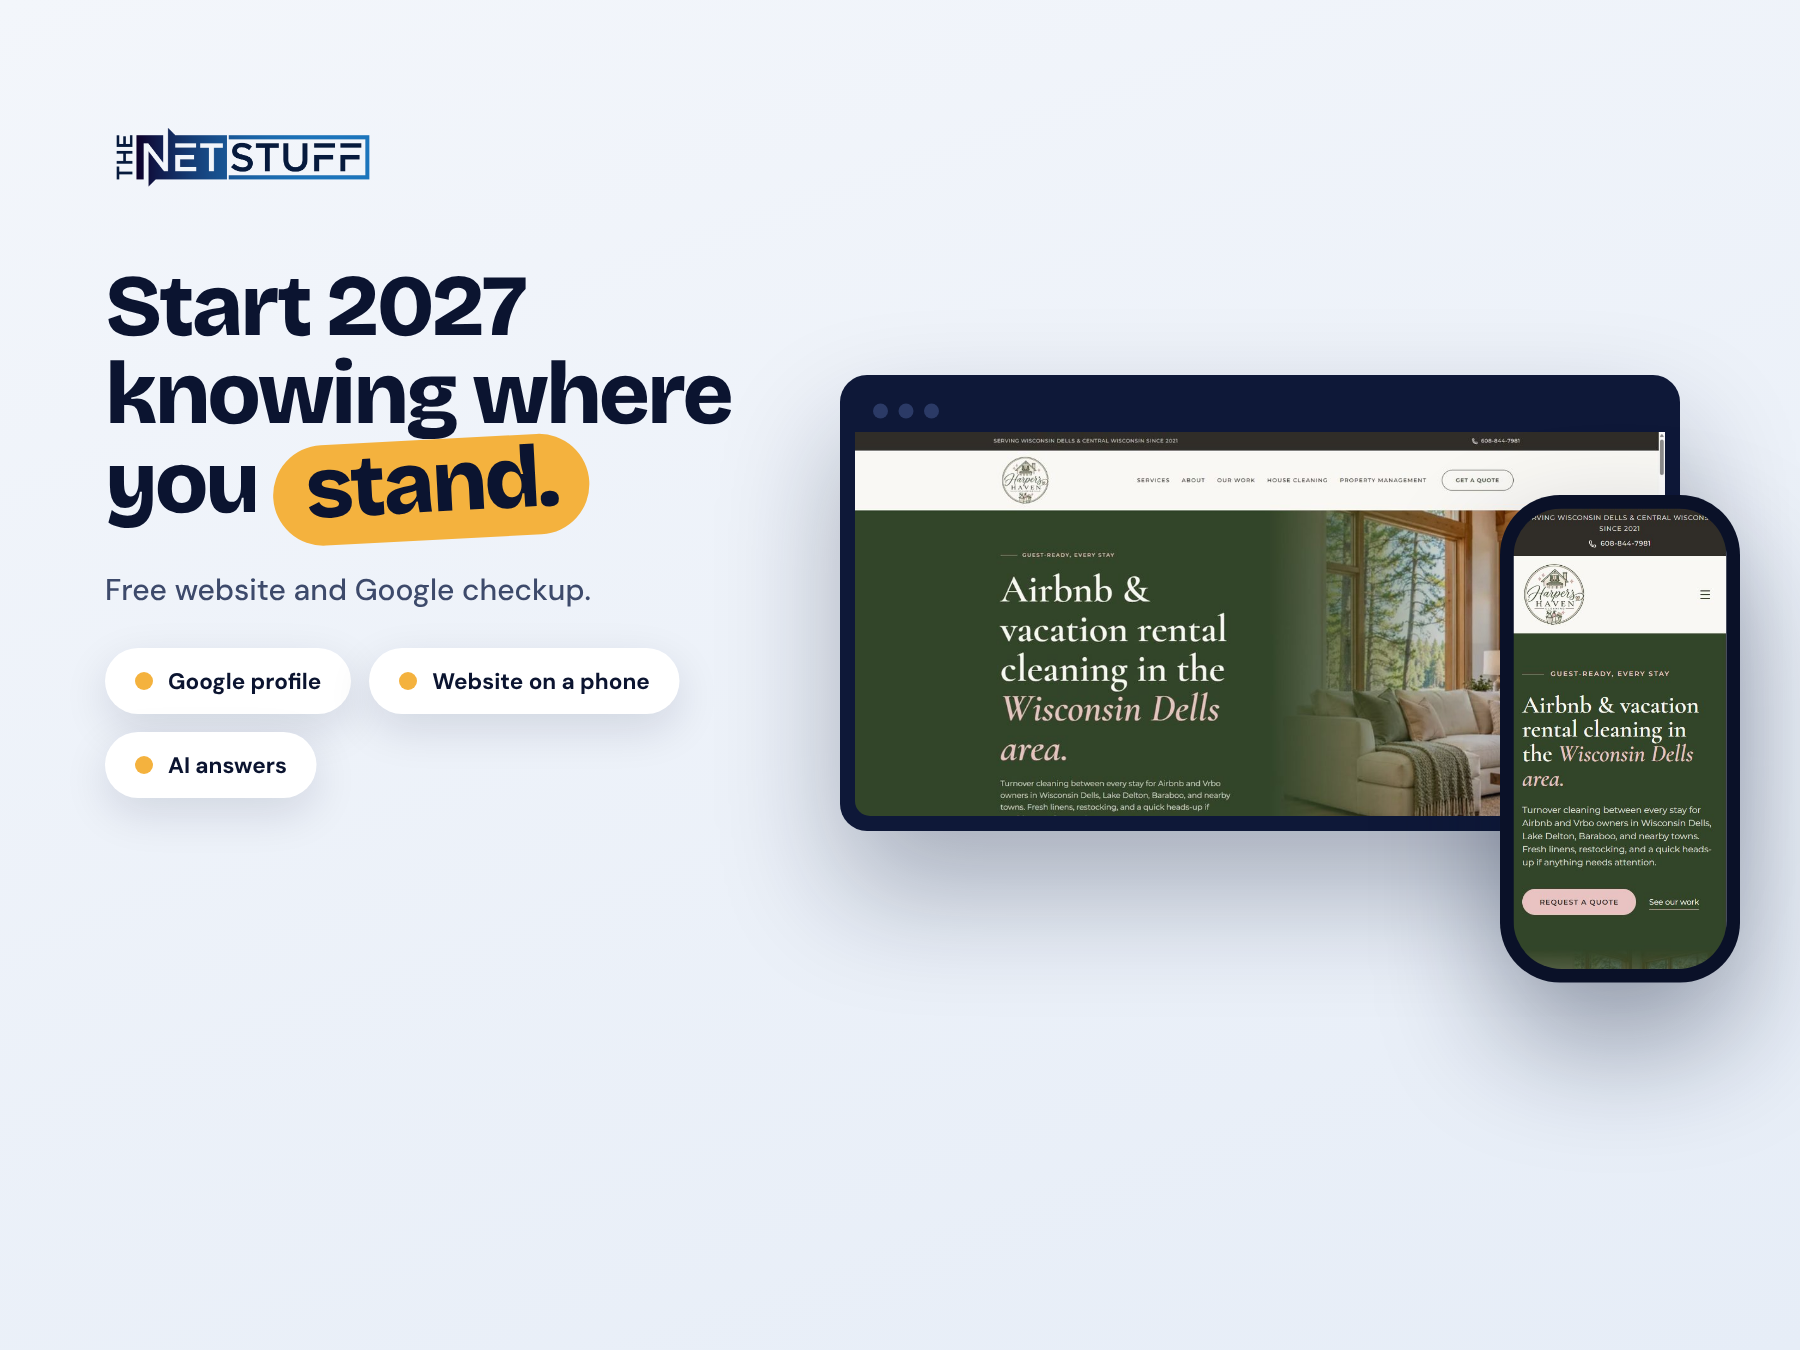 THE NETSTUFF
Start 2027
knowing where
you stand.
Free website and Google checkup.
Google profile
Website on a phone
AI answers
SERVING WISCONSIN DELLS & CENTRAL WISCONSIN SINCE 2021
608-844-7981
Harper's
HAVEN
SERVICES ABOUT OUR WORK HOUSE CLEANING PROPERTY MANAGEMENT GET A QUOTE
GUEST-READY, EVERY STAY
Airbnb &
vacation rental
cleaning in the
Wisconsin Dells
area.
Turnover cleaning between every stay for Airbnb and Vrbo
owners in Wisconsin Dells, Lake Delton, Baraboo, and nearby
towns. Fresh linens, restocking, and a quick heads-up if
RVING WISCONSIN DELLS & CENTRAL WISCONS
SINCE 2021
608-844-7981
Harper's
HAVEN
GUEST-READY, EVERY STAY
Airbnb & vacation
rental cleaning in
the Wisconsin Dells
area.
Turnover cleaning between every stay for
Airbnb and Vrbo owners in Wisconsin Dells,
Lake Delton, Baraboo, and nearby towns.
Fresh linens, restocking, and a quick heads-
up if anything needs attention.
REQUEST A QUOTE See our work